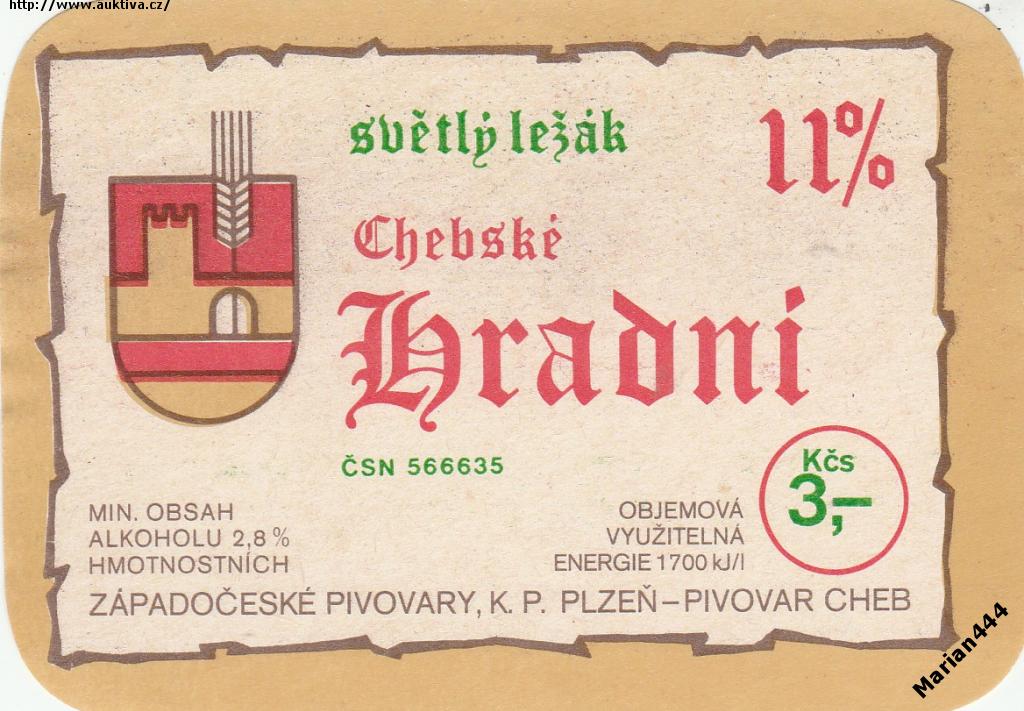 http://www.auktiva.cz/
světlý ležák
11%
Chebské
Hradní
ČSN 566635
Kčs
3,-
MIN. OBSAH
ALKOHOLU 2,8%
HMOTNOSTNÍCH
OBJEMOVÁ
VYUŽITELNÁ
ENERGIE 1700 kJ/l
ZÁPADOČESKÉ PIVOVARY, K. P. PLZEŇ–PIVOVAR CHEB
Marian444